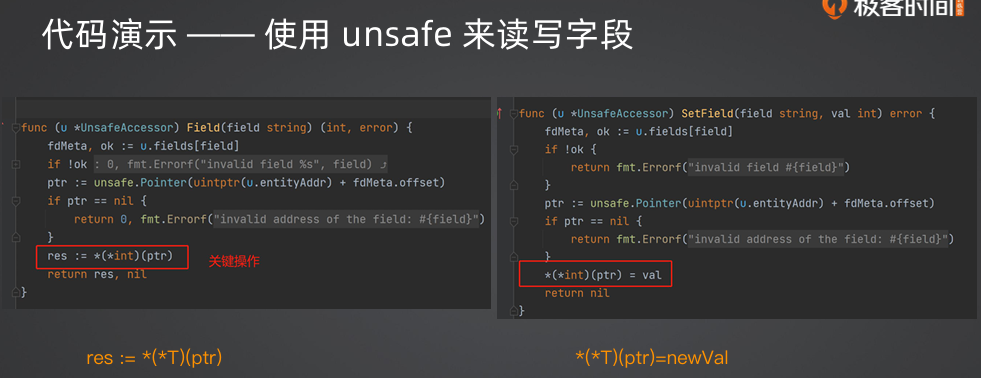 极客时间
代码演示 —— 使用 unsafe 来读写字段
func (u *UnsafeAccessor) Field(field string) (int, error) {
fdMeta, ok := u.fields[field]
if !ok : 0, fmt.Errorf("invalid field %s", field)
ptr := unsafe.Pointer(uintptr(u.entityAddr) + fdMeta.offset)
if ptr == nil {
return 0, fmt.Errorf("invalid address of the field: #{field}")
}
res := *(*int)(ptr)
关键操作
return res, nil
}
func (u *UnsafeAccessor) SetField(field string, val int) error {
fdMeta, ok := u.fields[field]
if !ok {
return fmt.Errorf("invalid field #{field}")
}
ptr := unsafe.Pointer(uintptr(u.entityAddr) + fdMeta.offset)
if ptr == nil {
return fmt.Errorf("invalid address of the field: #{field}")
}
*(*int)(ptr) = val
return nil
}
res := *(*T)(ptr)
*(*T)(ptr)=newVal